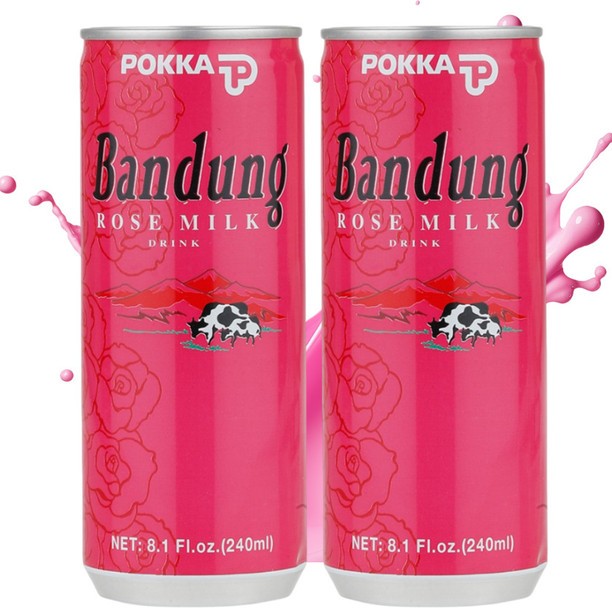 POKKA
Bandung
ROSE MILK
DRINK
NET: 8.1 Fl.oz.(240ml)
POKKA
Bandung
ROSE MILK
DRINK
NET: 8.1 Fl.oz.(240ml)